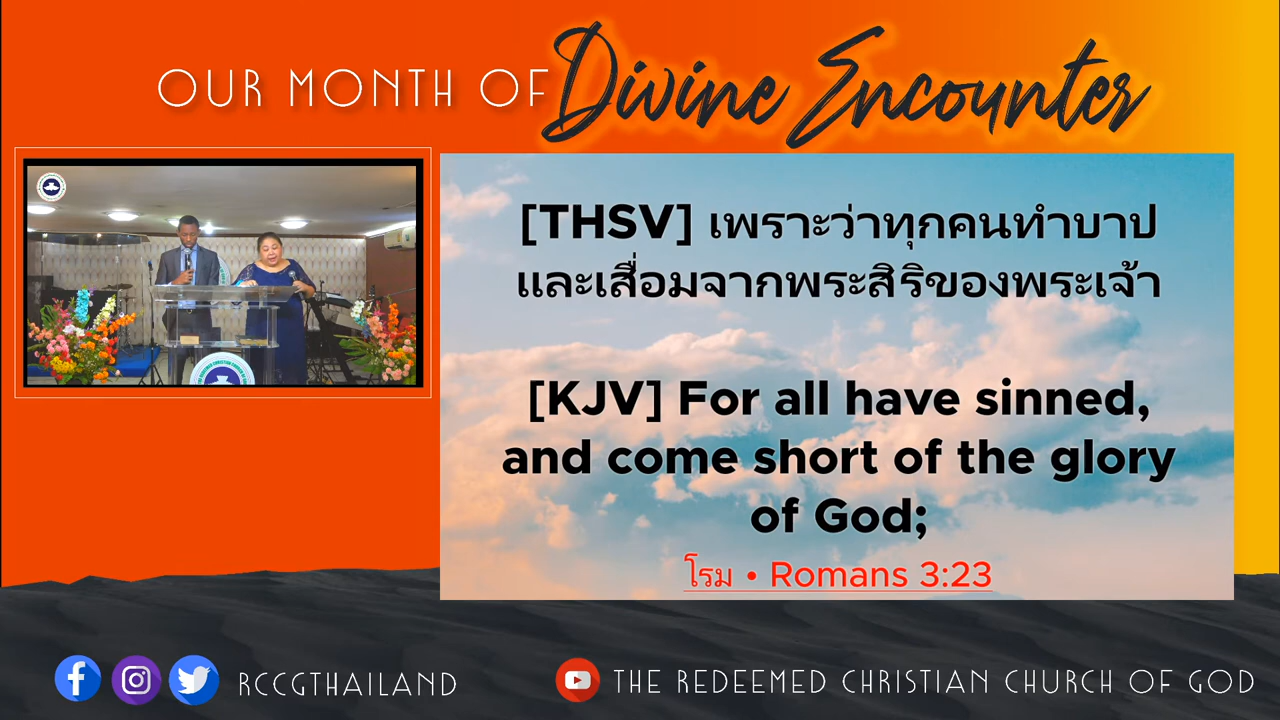 OUR MONTH OF Divine Encounter
[THSV] เพราะว่าทุกคนทำบาป
และเสื่อมจากพระสิริของพระเจ้า
[KJV] For all have sinned,
and come short of the glory
of God;
โรม • Romans 3:23
RCCGTHAILAND
THE REDEEMED CHRISTIAN CHURCH OF GOD